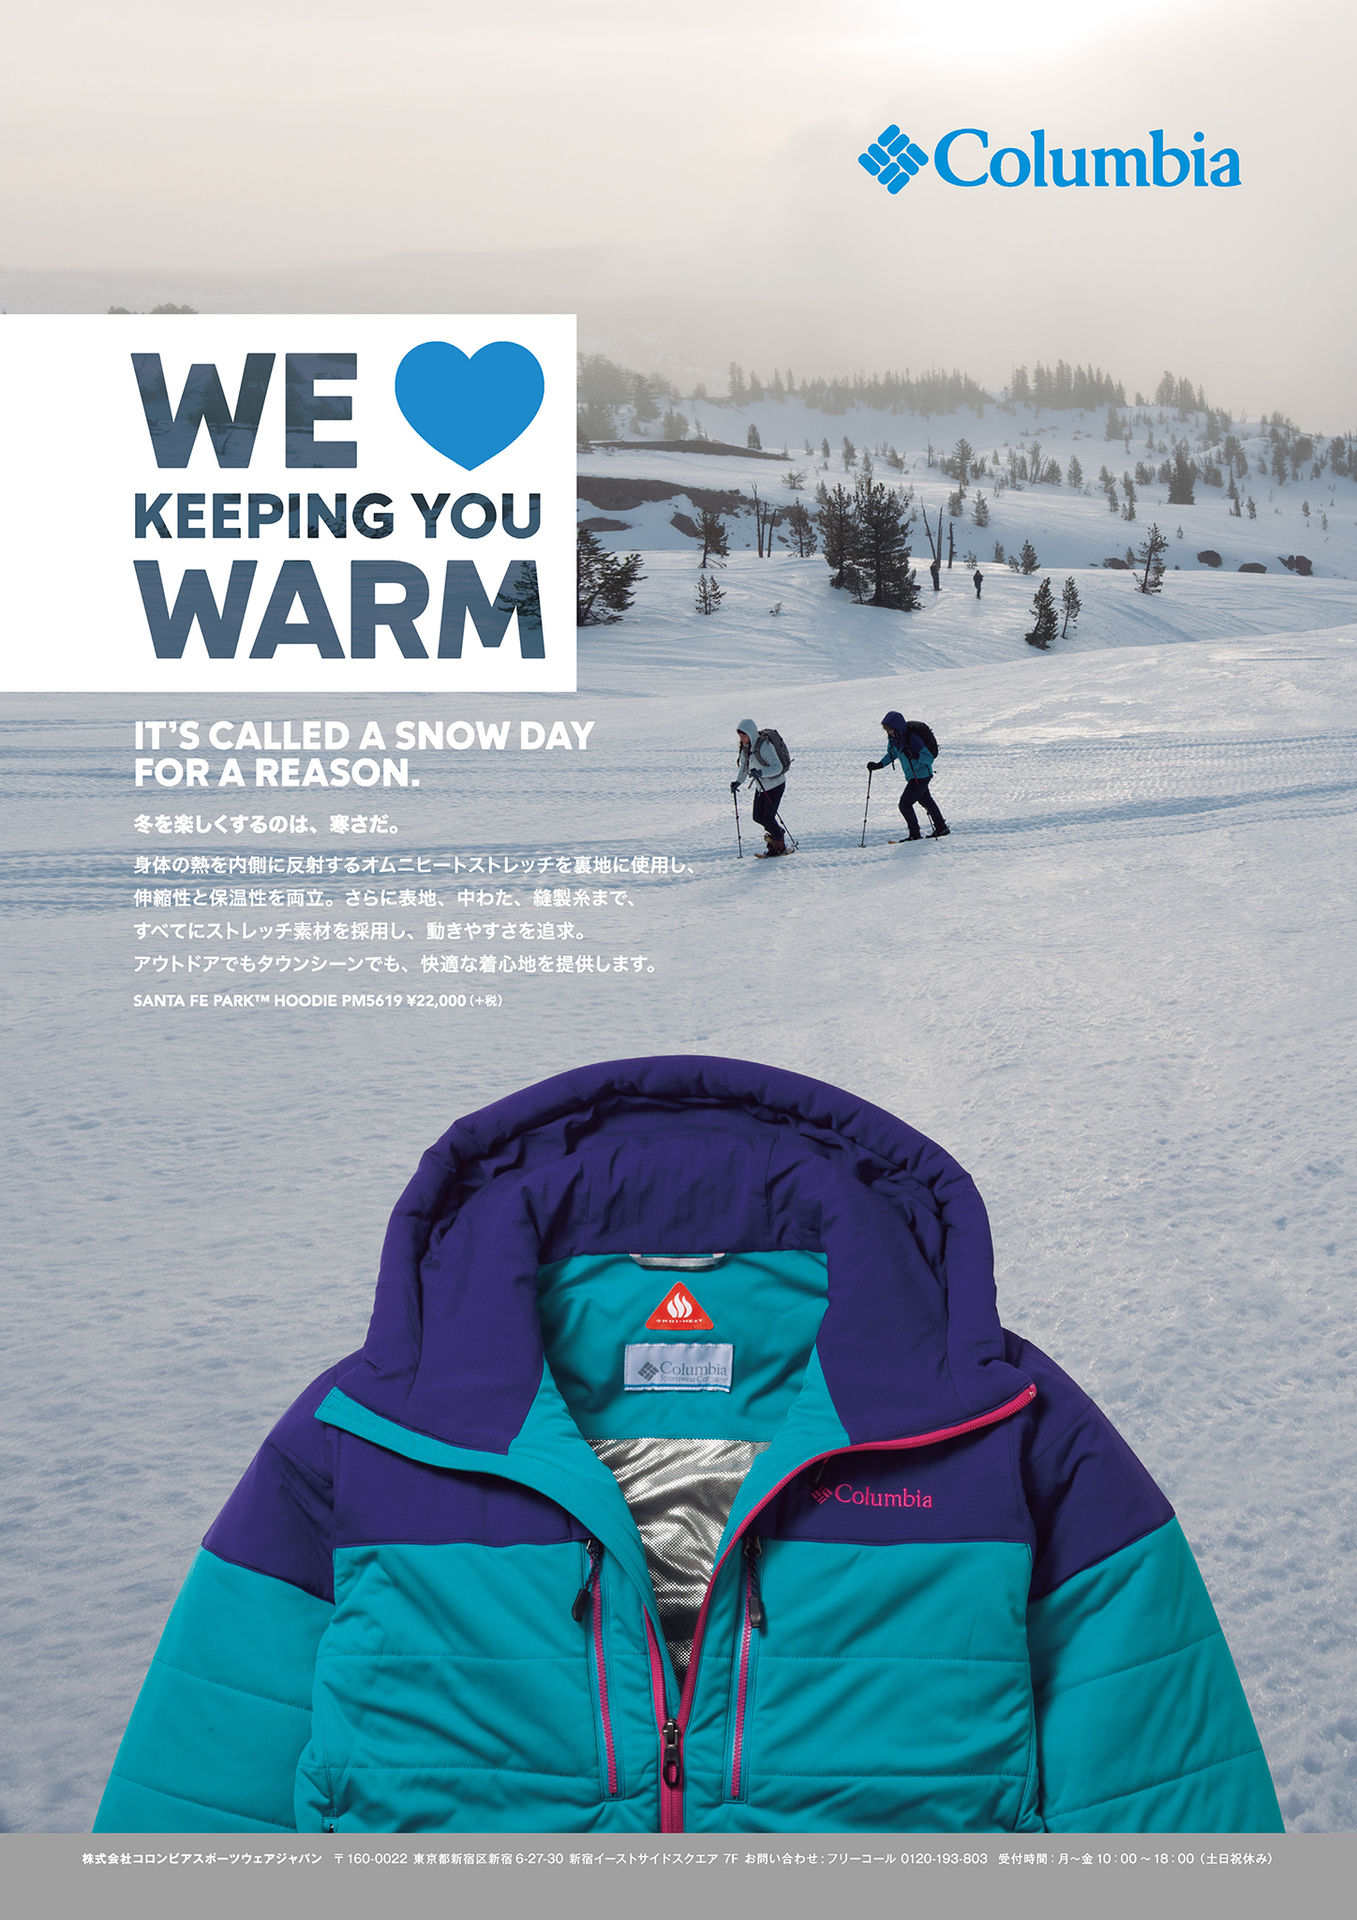 Columbia
WE
KEEPING YOU
WARM
IT'S CALLED A SNOW DAY
FOR A REASON.
冬を楽しくするのは、寒さだ。
身体の熱を内側に反射するオムニヒートストレッチを裏地に使用し、
伸縮性と保温性を両立。さらに表地、中わた、縫製糸まで、
すべてにストレッチ素材を採用し、動きやすさを追求。
アウトドアでもタウンシーンでも、快適な着心地を提供します。
SANTA FE PARK™ HOODIE PM5619 ¥22,000（+税）
OMNI-HEAT
Columbia
Sportswear Company
Columbia
株式会社コロンビアスポーツウェアジャパン 〒160-0022 東京都新宿区新宿6-27-30 新宿イーストサイドスクエア 7F お問い合わせ：フリーコール 0120-193-803 受付時間：月〜金10：00〜18：00（土日祝休み）